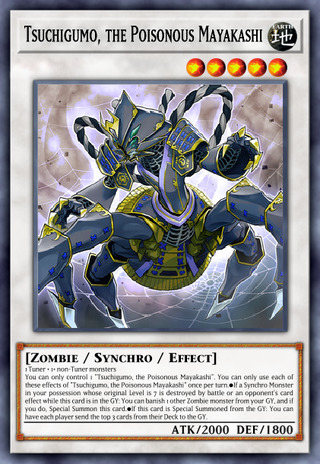 Tsuchigumo, the Poisonous Mayakashi
EARTH
地
[Zombie / Synchro / Effect]
1 Tuner + 1+ non-Tuner monsters
You can only control 1 "Tsuchigumo, the Poisonous Mayakashi". You can only use each
of these effects of "Tsuchigumo, the Poisonous Mayakashi" once per turn.●If a Synchro Monster
in your possession whose original Level is 7 is destroyed by battle or an opponent's card
effect while this card is in the GY: You can banish 1 other Zombie monster from your GY, and if
you do, Special Summon this card.●If this card is Special Summoned from the GY: You can
have each player send the top 3 cards from their Deck to the GY.
ATK/2000 DEF/1800